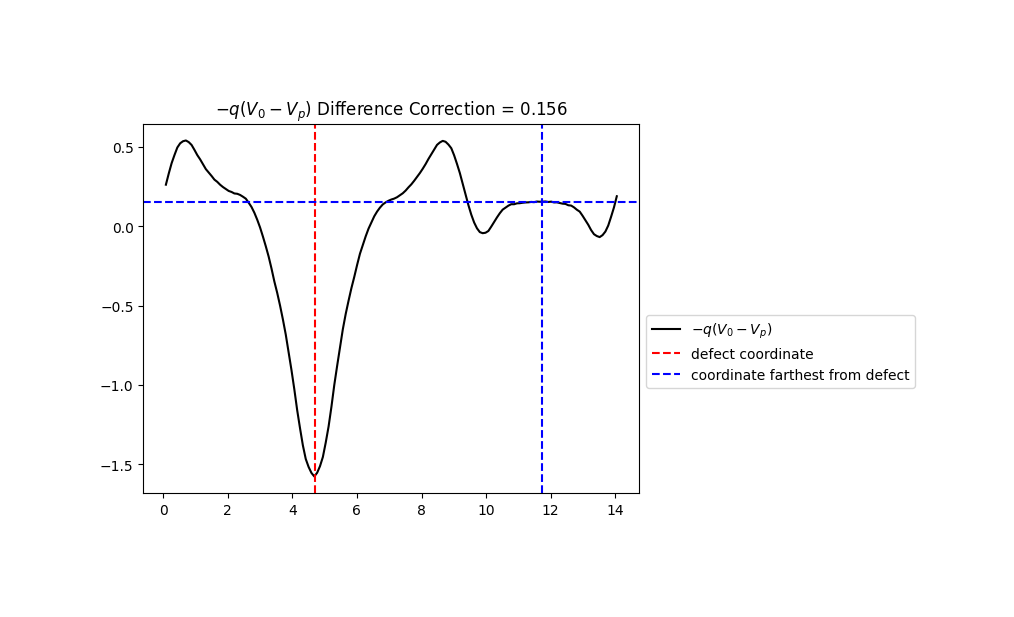 −q(V₀ − Vₚ) Difference Correction = 0.156
0.5
0.0
−0.5
−1.0
−1.5
0 2 4 6 8 10 12 14
−q(V₀ − Vₚ)
defect coordinate
coordinate farthest from defect